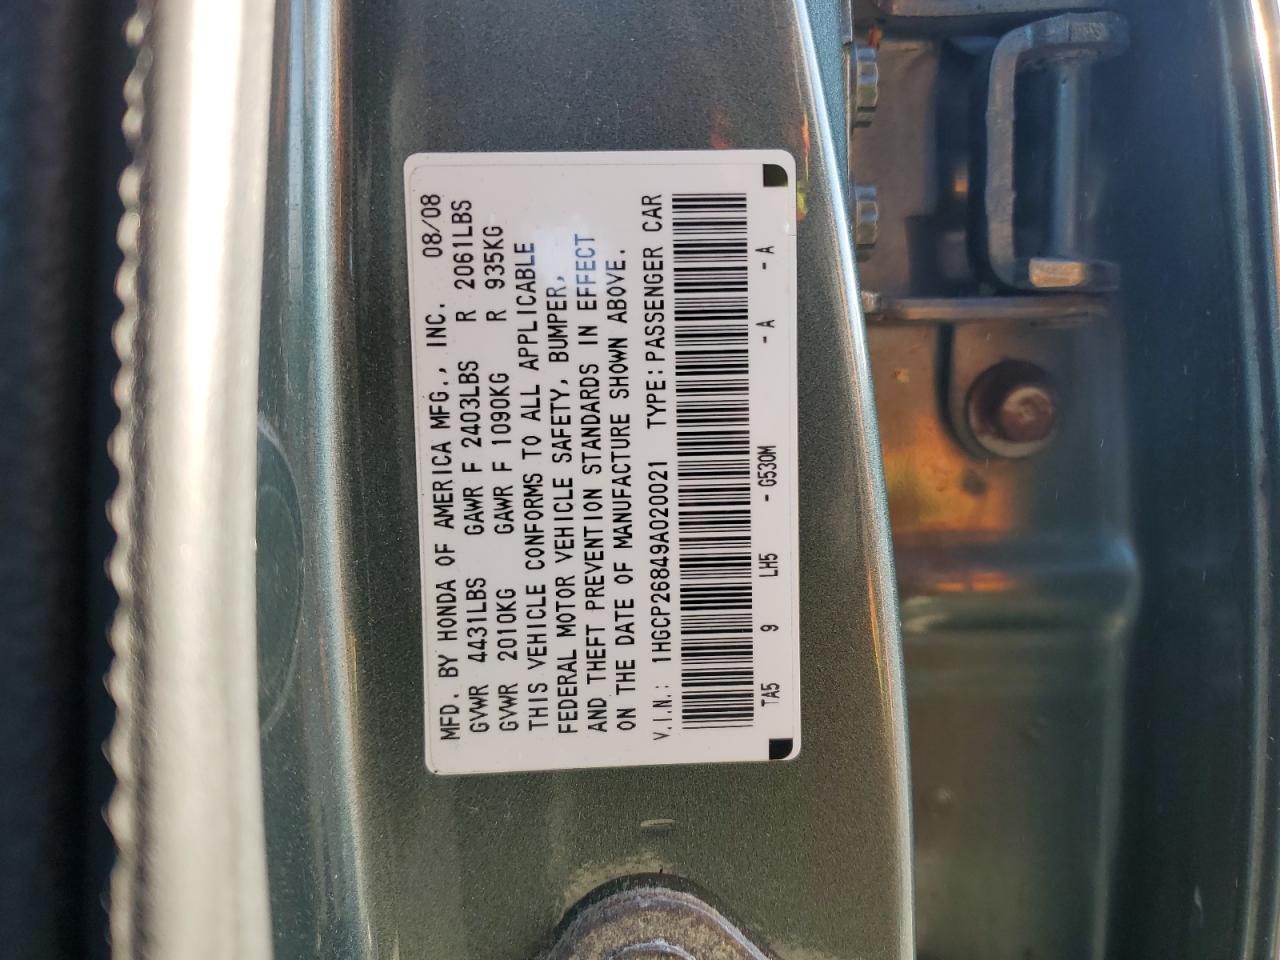 MFD. BY HONDA OF AMERICA MFG., INC. 08/08
GVWR 4431LBS GAWR F 2403LBS R 2061LBS
GVWR 2010KG GAWR F 1090KG R 935KG
THIS VEHICLE CONFORMS TO ALL APPLICABLE
FEDERAL MOTOR VEHICLE SAFETY, BUMPER,
AND THEFT PREVENTION STANDARDS IN EFFECT
ON THE DATE OF MANUFACTURE SHOWN ABOVE.
V.I.N.: 1HGCP26849A020021 TYPE: PASSENGER CAR
TA5 9 LH5 - G530M - A - A